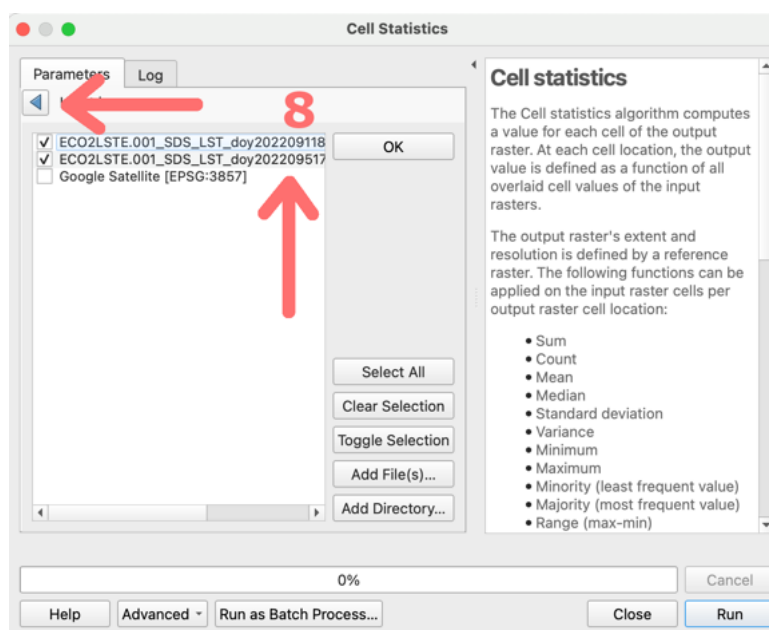 Cell Statistics
Parameters
Log
8
ECO2LSTE.001_SDS_LST_doy202209118
ECO2LSTE.001_SDS_LST_doy202209517
Google Satellite [EPSG:3857]
OK
Select All
Clear Selection
Toggle Selection
Add File(s)...
Add Directory...
Cell statistics
The Cell statistics algorithm computes
a value for each cell of the output
raster. At each cell location, the output
value is defined as a function of all
overlaid cell values of the input
rasters.
The output raster's extent and
resolution is defined by a reference
raster. The following functions can be
applied on the input raster cells per
output raster cell location:
• Sum
• Count
• Mean
• Median
• Standard deviation
• Variance
• Minimum
• Maximum
• Minority (least frequent value)
• Majority (most frequent value)
• Range (max-min)
0%
Cancel
Help
Advanced
Run as Batch Process...
Close
Run